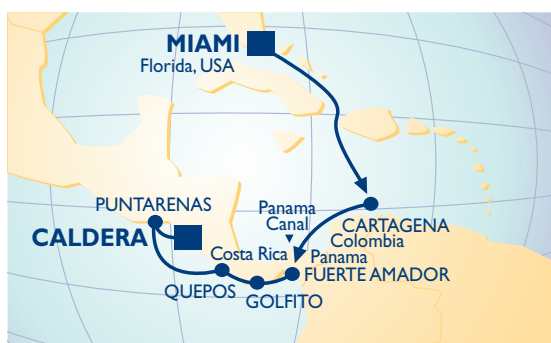 MIAMI
Florida, USA
PUNTARENAS
CALDERA
Panama
Canal
CARTAGENA
Colombia
Costa Rica
Panama
FUERTE AMADOR
QUEPOS
GOLFITO